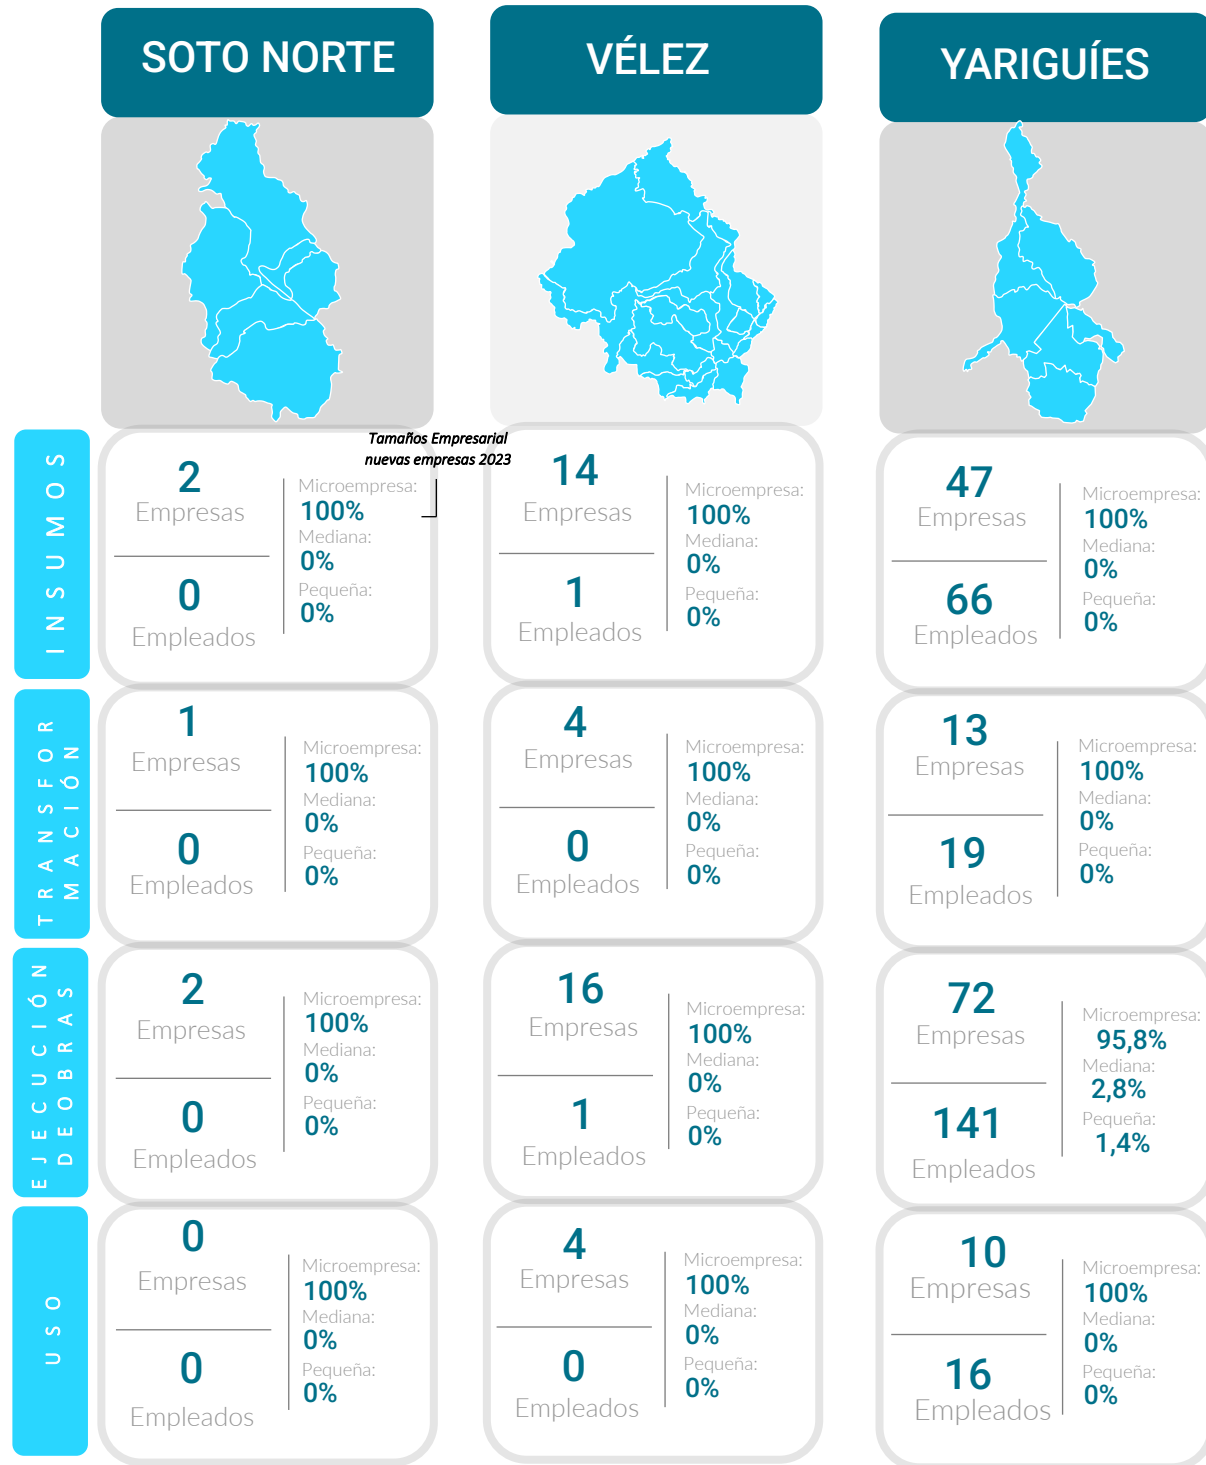 SOTO NORTE
VÉLEZ
YARIGUÍES
Tamaños Empresarial
nuevas empresas 2023
INSUMOS
2
Empresas
0
Empleados
Microempresa:
100%
Mediana:
0%
Pequeña:
0%
14
Empresas
1
Empleados
Microempresa:
100%
Mediana:
0%
Pequeña:
0%
47
Empresas
66
Empleados
Microempresa:
100%
Mediana:
0%
Pequeña:
0%
TRANSFOR
MACIÓN
1
Empresas
0
Empleados
Microempresa:
100%
Mediana:
0%
Pequeña:
0%
4
Empresas
0
Empleados
Microempresa:
100%
Mediana:
0%
Pequeña:
0%
13
Empresas
19
Empleados
Microempresa:
100%
Mediana:
0%
Pequeña:
0%
EJECUCIÓN
DEOBRAS
2
Empresas
0
Empleados
Microempresa:
100%
Mediana:
0%
Pequeña:
0%
16
Empresas
1
Empleados
Microempresa:
100%
Mediana:
0%
Pequeña:
0%
72
Empresas
141
Empleados
Microempresa:
95,8%
Mediana:
2,8%
Pequeña:
1,4%
USO
0
Empresas
0
Empleados
Microempresa:
100%
Mediana:
0%
Pequeña:
0%
4
Empresas
0
Empleados
Microempresa:
100%
Mediana:
0%
Pequeña:
0%
10
Empresas
16
Empleados
Microempresa:
100%
Mediana:
0%
Pequeña:
0%